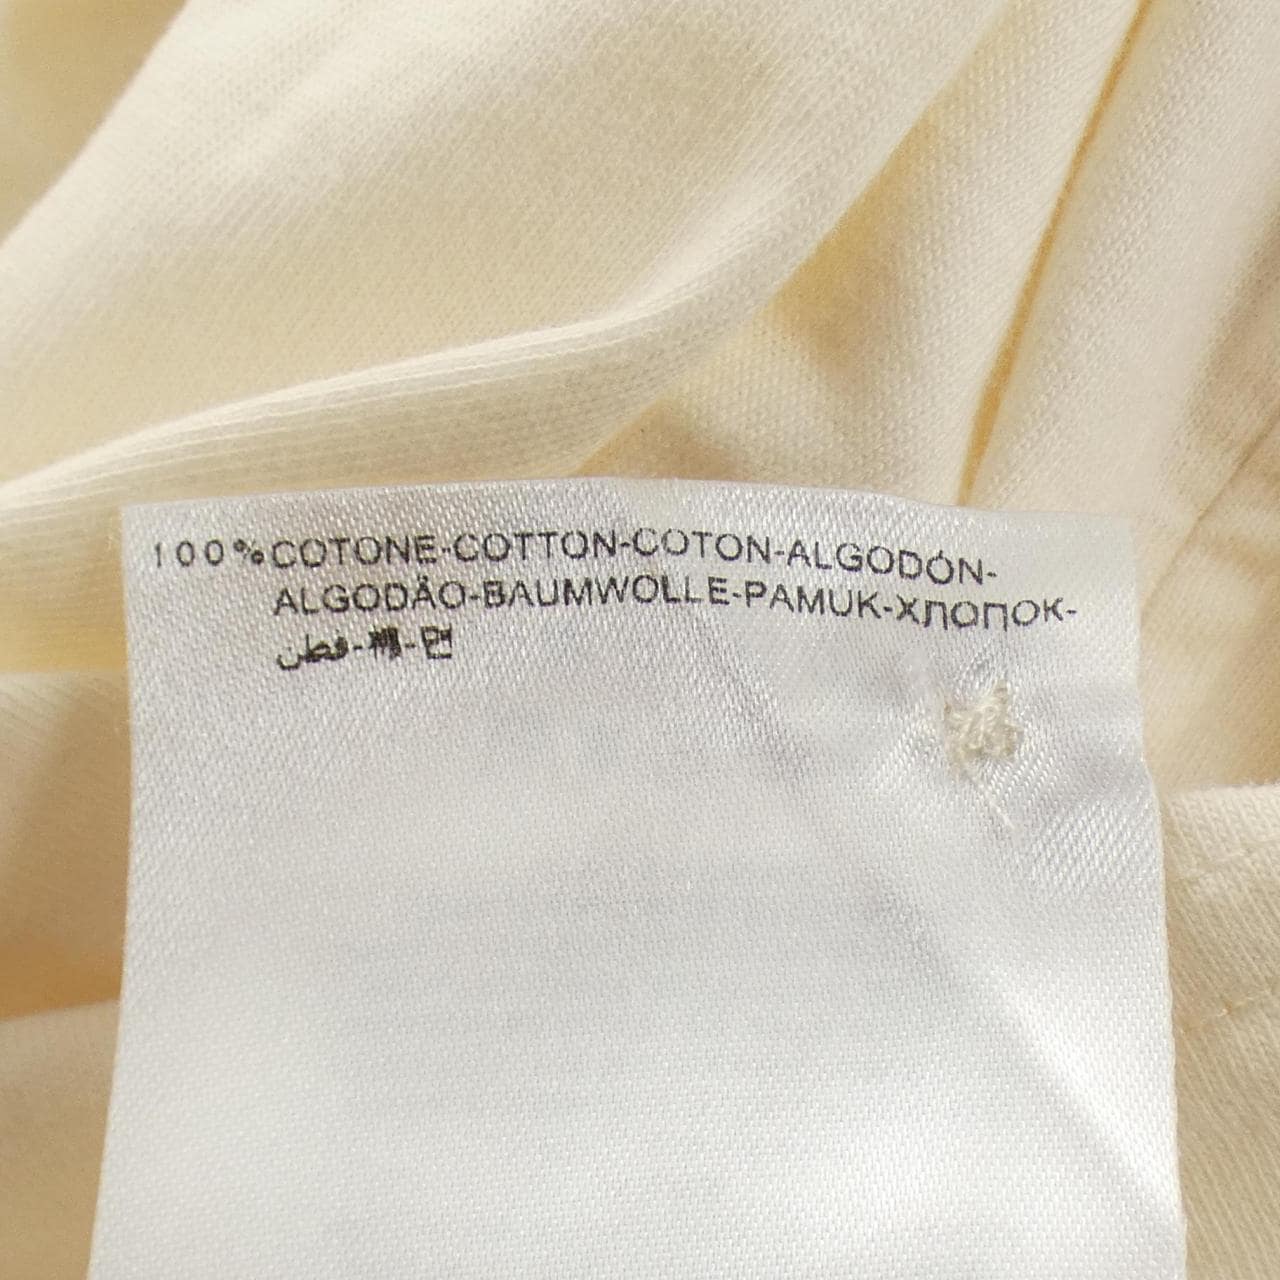 100%COTONE-COTTON-COTON-ALGODÓN-
ALGODÃO-BAUMWOLLE-PAMUK-ХЛОПОК-
قطن-棉-면